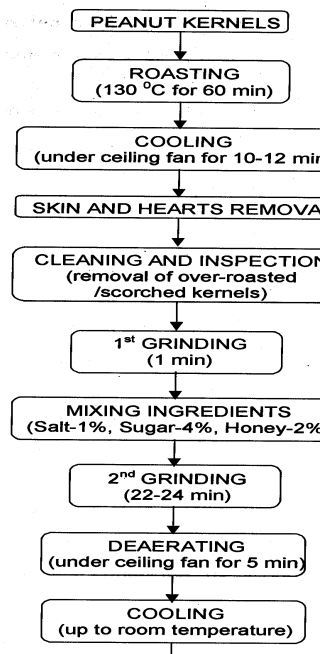 PEANUT KERNELS
ROASTING
(130 °C for 60 min)
COOLING
(under ceiling fan for 10-12 min
SKIN AND HEARTS REMOVA
CLEANING AND INSPECTION
(removal of over-roasted
/scorched kernels)
1st GRINDING
(1 min)
MIXING INGREDIENTS
(Salt-1%, Sugar-4%, Honey-2%
2nd GRINDING
(22-24 min)
DEAERATING
(under ceiling fan for 5 min)
COOLING
(up to room temperature)